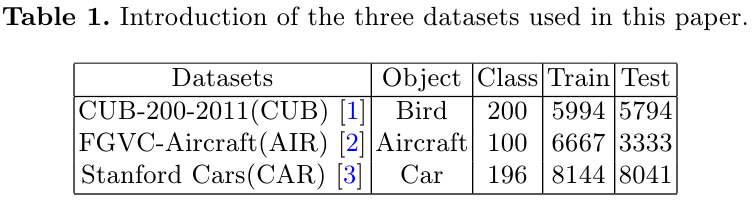 Table 1. Introduction of the three datasets used in this paper.
Datasets Object Class Train Test
CUB-200-2011(CUB) [1] Bird 200 5994 5794
FGVC-Aircraft(AIR) [2] Aircraft 100 6667 3333
Stanford Cars(CAR) [3] Car 196 8144 8041